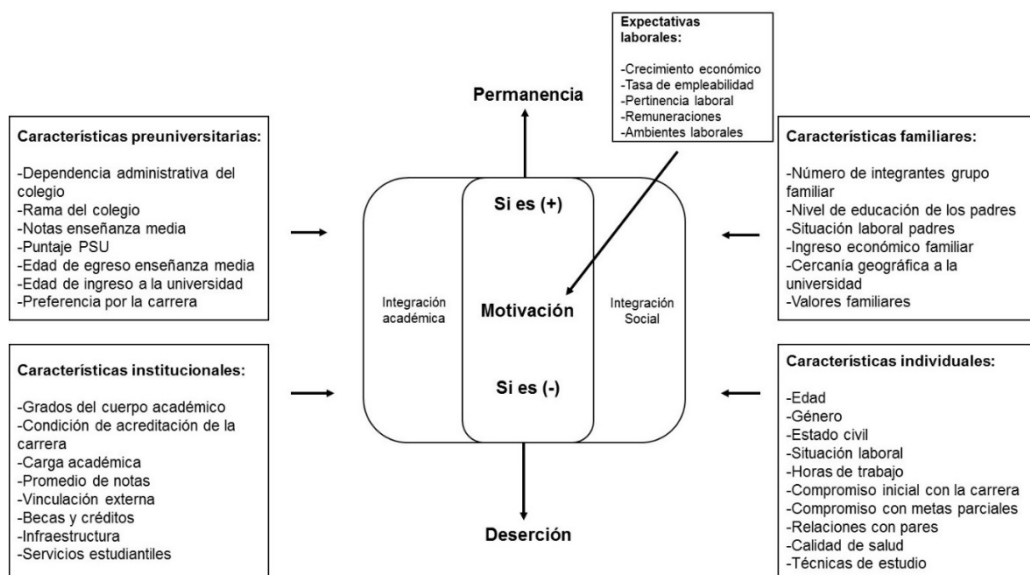 Expectativas
laborales:
-Crecimiento económico
-Tasa de empleabilidad
-Pertinencia laboral
-Remuneraciones
-Ambientes laborales
Permanencia
Características preuniversitarias:
-Dependencia administrativa del
colegio
-Rama del colegio
-Notas enseñanza media
-Puntaje PSU
-Edad de egreso enseñanza media
-Edad de ingreso a la universidad
-Preferencia por la carrera
Si es (+)
Integración
académica
Motivación
Integración
Social
Si es (-)
Características familiares:
-Número de integrantes grupo
familiar
-Nivel de educación de los padres
-Situación laboral padres
-Ingreso económico familiar
-Cercanía geográfica a la
universidad
-Valores familiares
Características institucionales:
-Grados del cuerpo académico
-Condición de acreditación de la
carrera
-Carga académica
-Promedio de notas
-Vinculación externa
-Becas y créditos
-Infraestructura
-Servicios estudiantiles
Características individuales:
-Edad
-Género
-Estado civil
-Situación laboral
-Horas de trabajo
-Compromiso inicial con la carrera
-Compromiso con metas parciales
-Relaciones con pares
-Calidad de salud
-Técnicas de estudio
Deserción